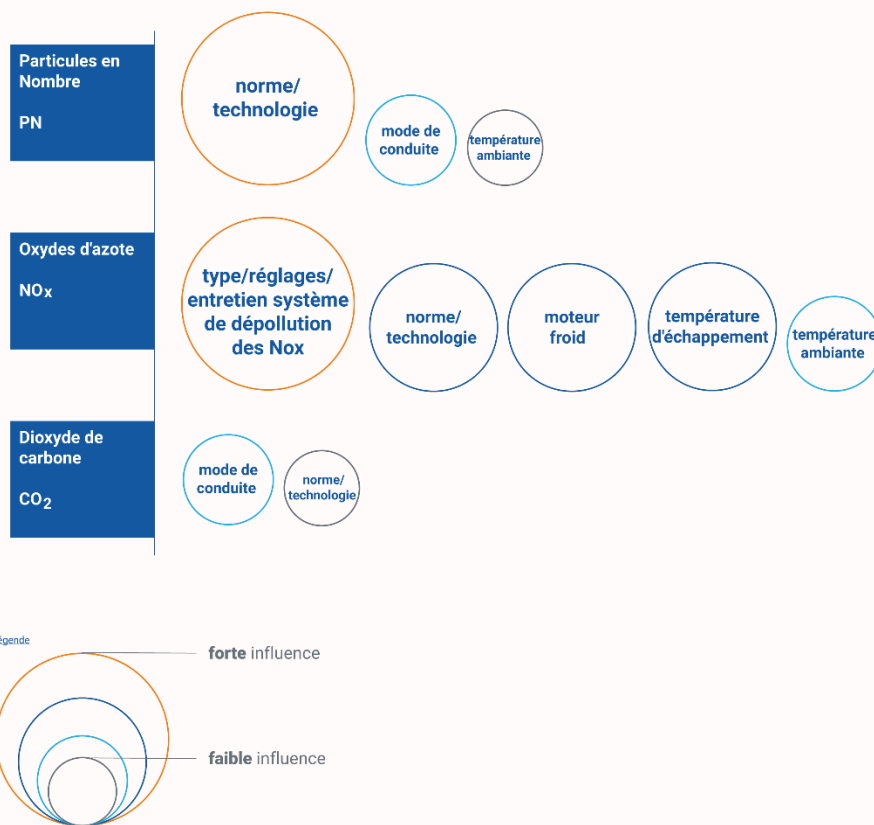 Particules en
Nombre
PN
norme/
technologie
mode de
conduite
température
ambiante
Oxydes d'azote
NOx
type/réglages/
entretien système
de dépollution
des Nox
norme/
technologie
moteur
froid
température
d'échappement
température
ambiante
Dioxyde de
carbone
CO2
mode de
conduite
norme/
technologie
égende
forte influence
faible influence